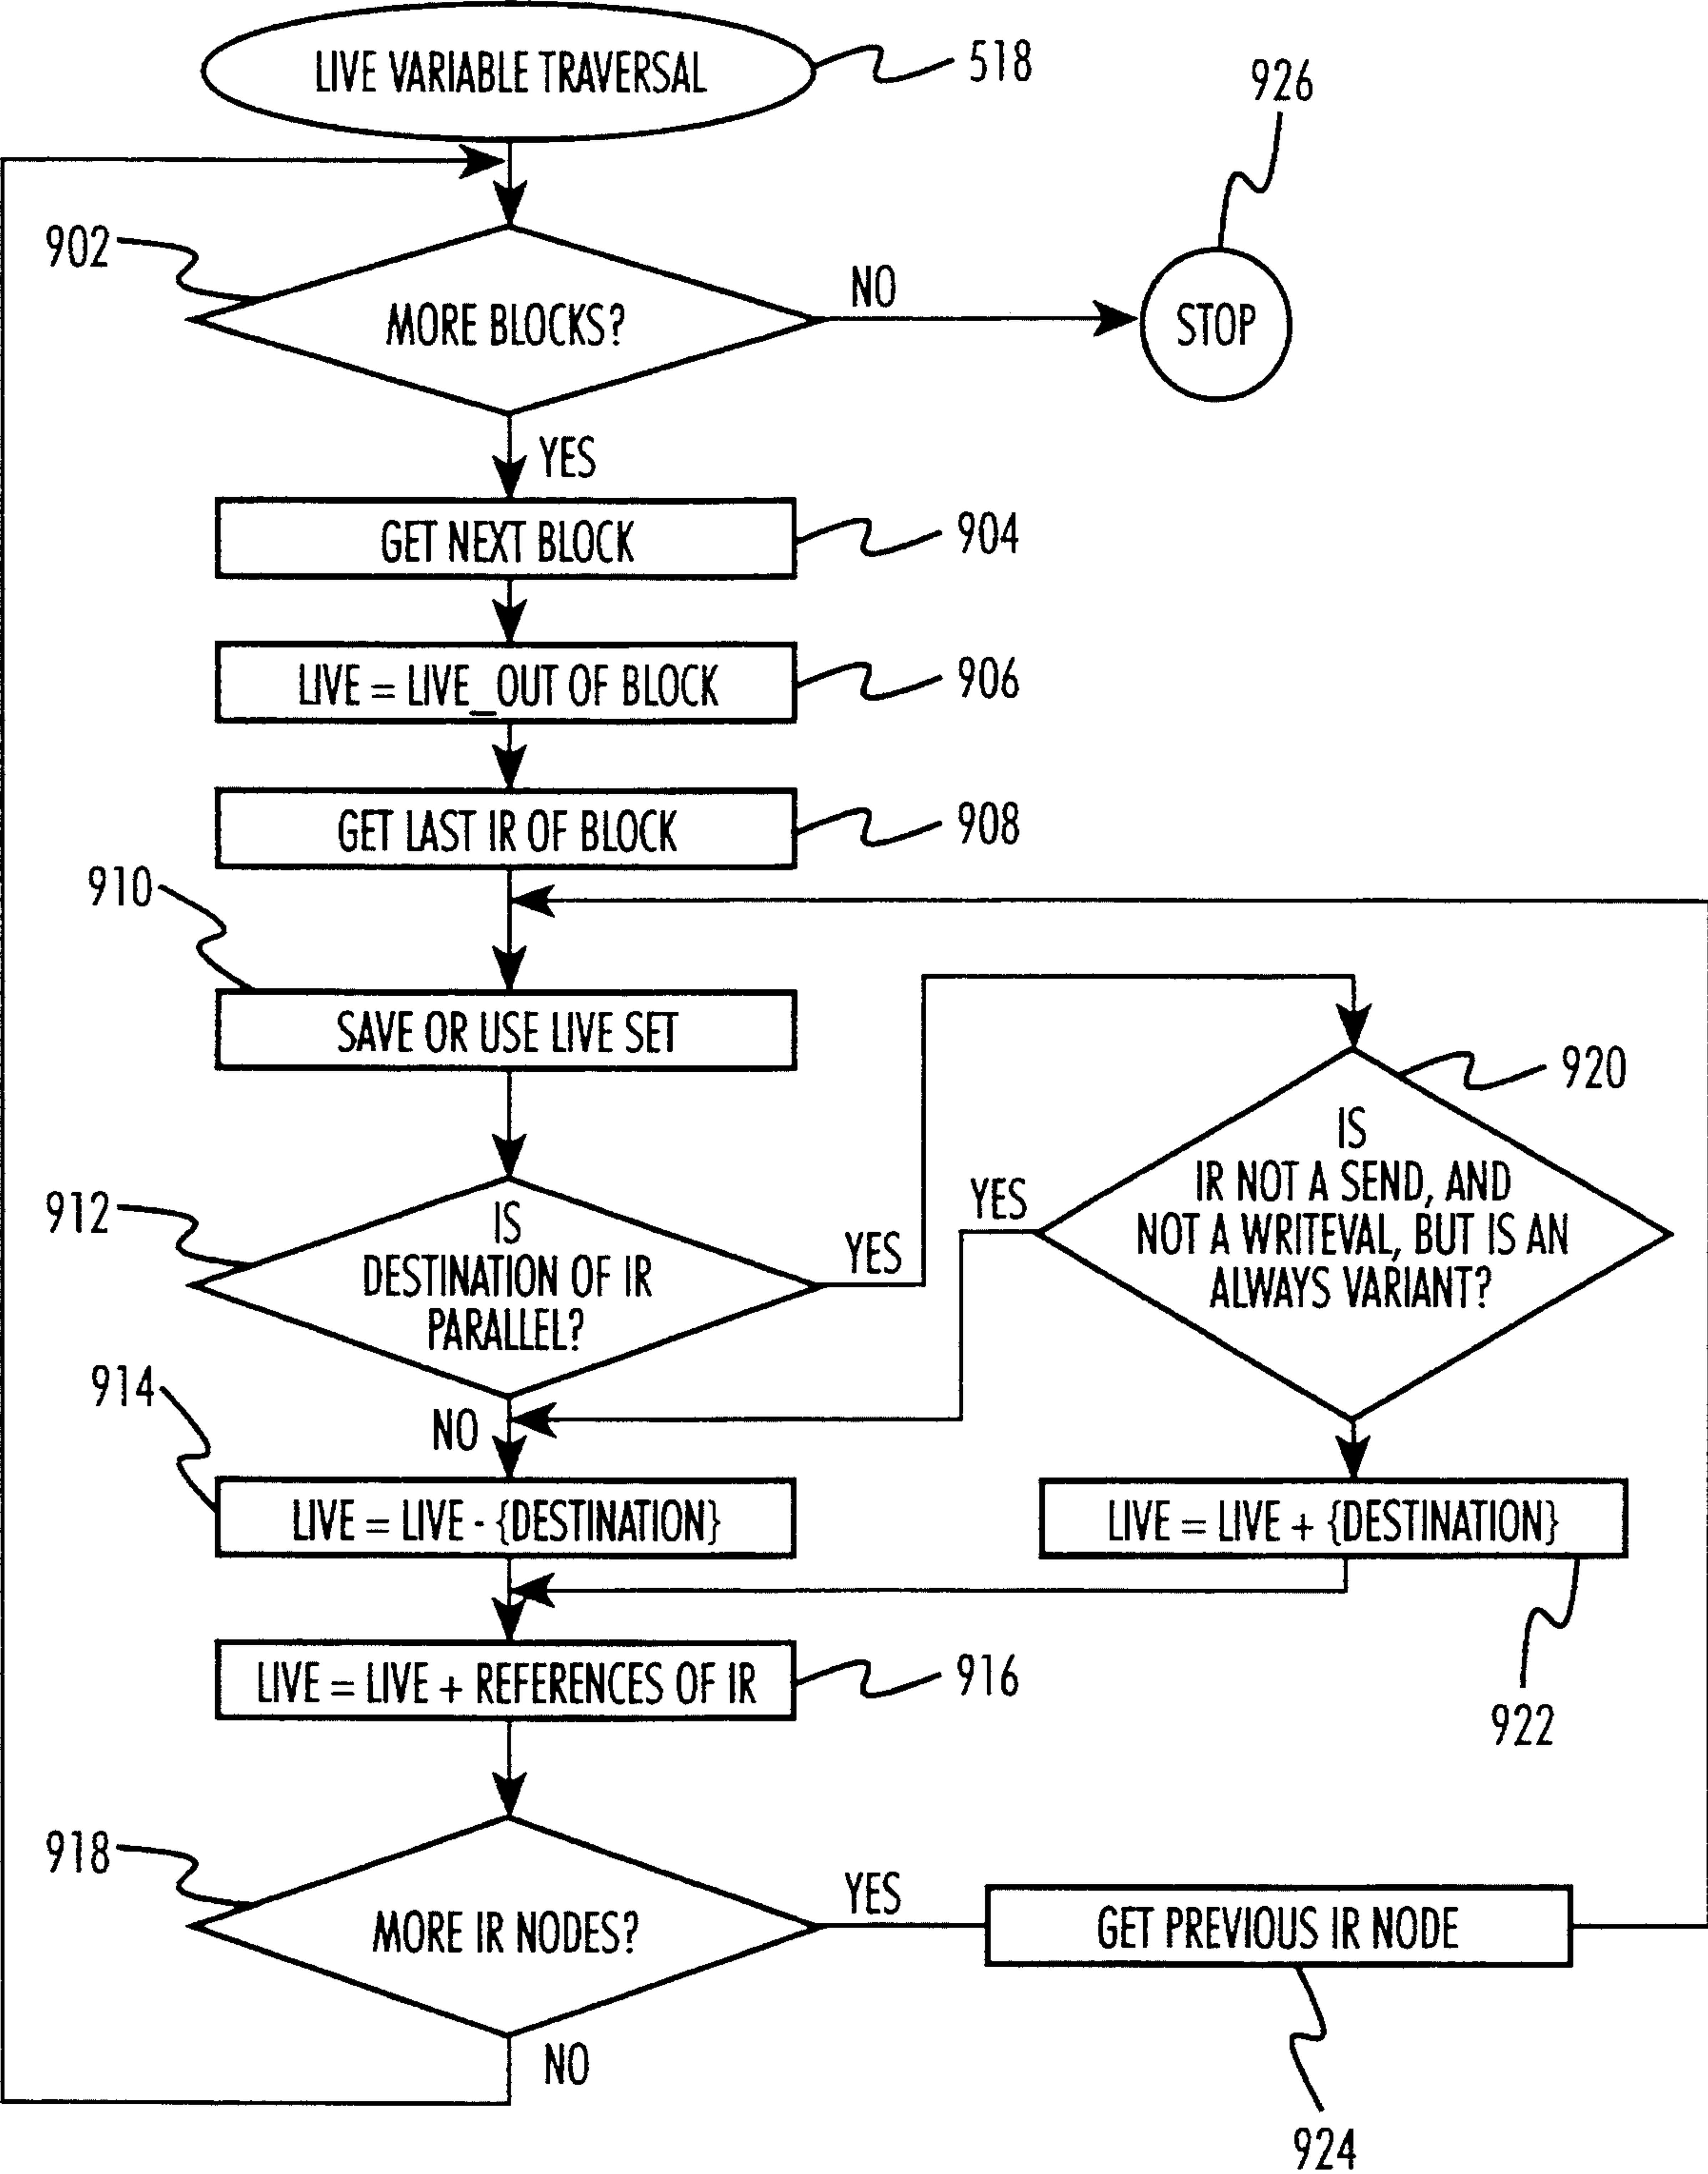 LIVE VARIABLE TRAVERSAL
518
926
902
MORE BLOCKS?
NO
STOP
YES
GET NEXT BLOCK
904
LIVE = LIVE_OUT OF BLOCK
906
GET LAST IR OF BLOCK
908
910
SAVE OR USE LIVE SET
920
IS
IR NOT A SEND, AND
NOT A WRITEVAL, BUT IS AN
ALWAYS VARIANT?
YES
912
IS
DESTINATION OF IR
PARALLEL?
YES
914
NO
LIVE = LIVE - {DESTINATION}
LIVE = LIVE + {DESTINATION}
922
LIVE = LIVE + REFERENCES OF IR
916
918
MORE IR NODES?
YES
GET PREVIOUS IR NODE
NO
924